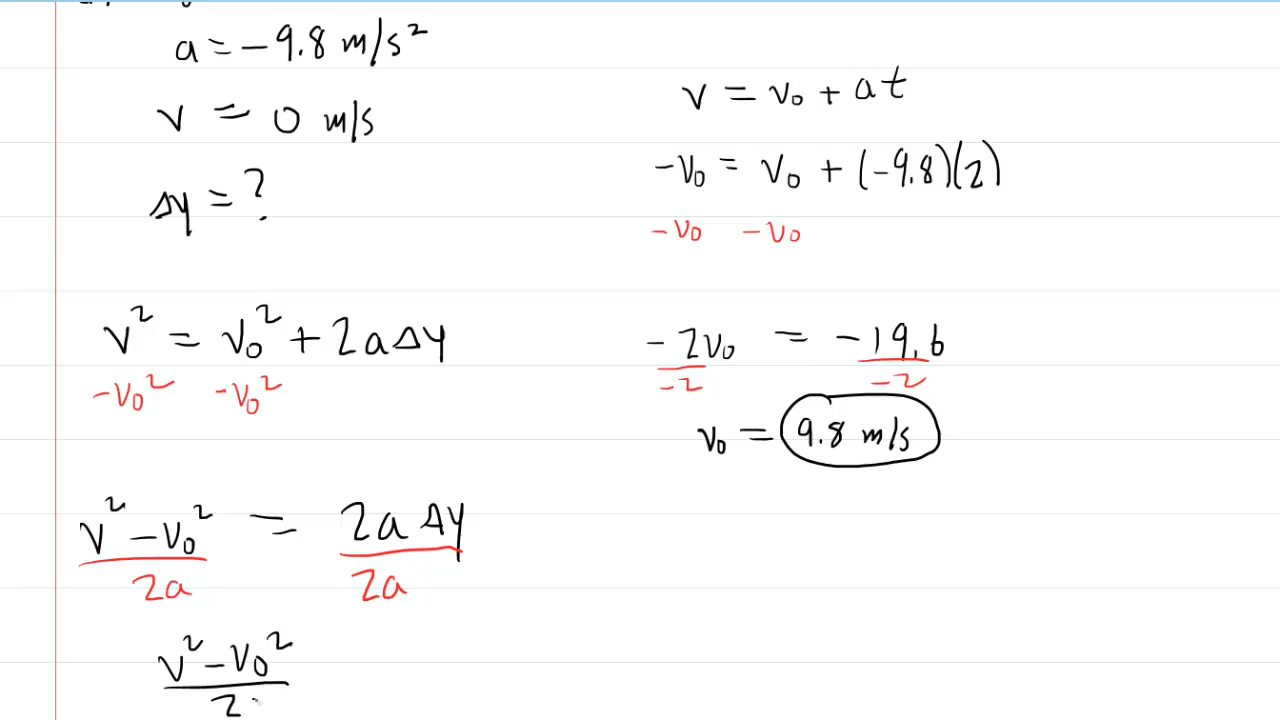 a = -9.8 m/s²
v = 0 m/s
Δy = ?
v² = v₀² + 2aΔy
-v₀² -v₀²
v² - v₀² = 2aΔy
2a 2a
v² - v₀²
2
v = v₀ + at
-v₀ = v₀ + (-9.8)(2)
-v₀ -v₀
-2v₀ = -19.6
-2 -2
v₀ = 9.8 m/s